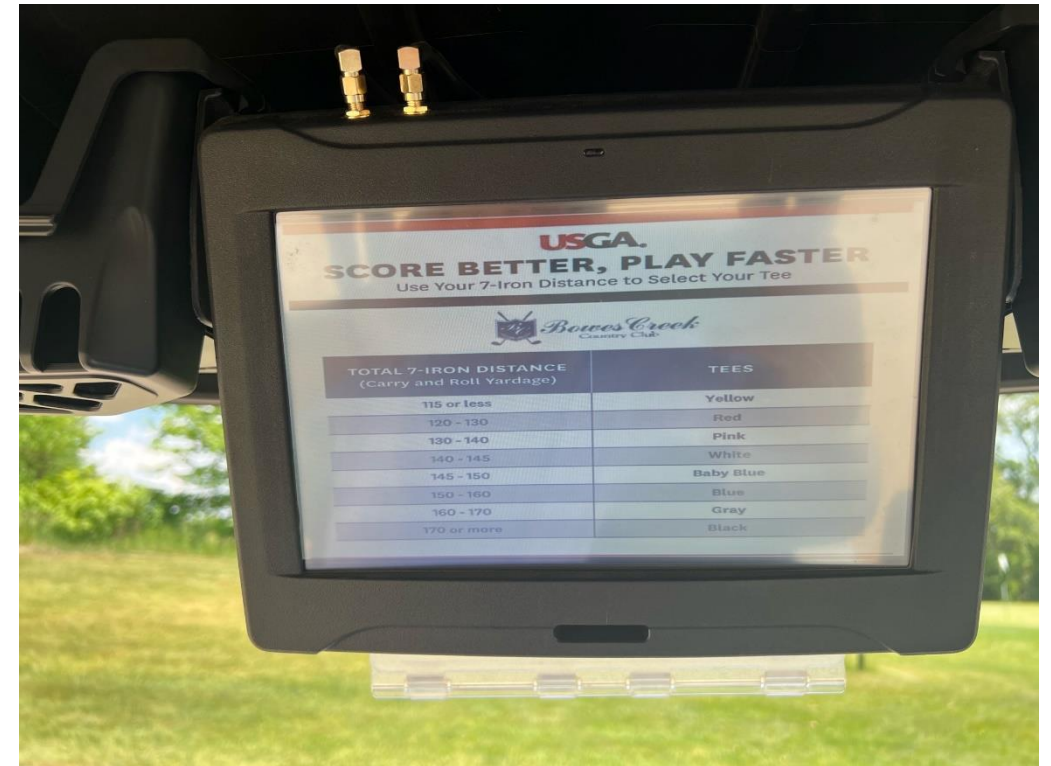 USGA.
SCORE BETTER, PLAY FASTER
Use Your 7-Iron Distance to Select Your Tee
BC Bowes Creek
Country Club
TOTAL 7-IRON DISTANCE TEES
(Carry and Roll Yardage)
115 or less Yellow
120 - 130 Red
130 - 140 Pink
140 - 145 White
145 - 150 Baby Blue
150 - 160 Blue
160 - 170 Gray
170 or more Black